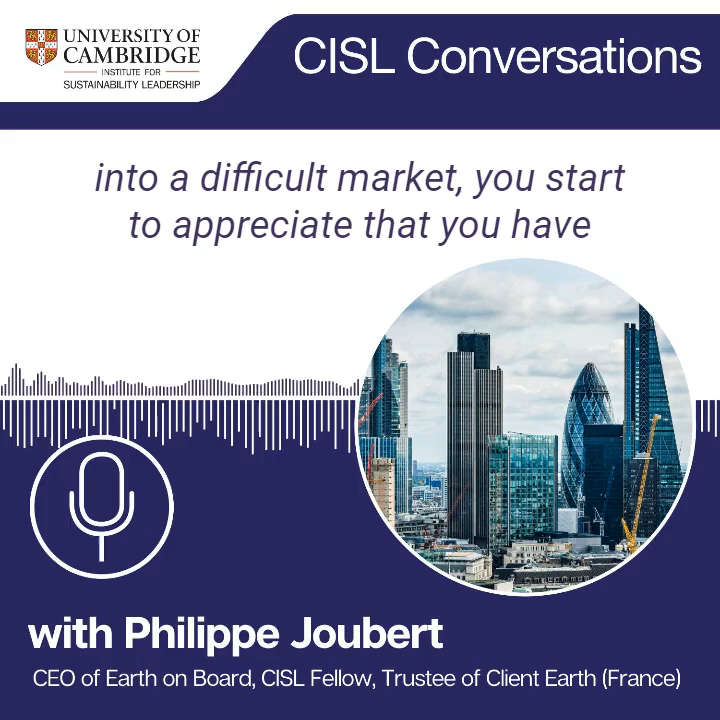 UNIVERSITY OF
CAMBRIDGE
INSTITUTE FOR
SUSTAINABILITY LEADERSHIP
CISL Conversations
into a difficult market, you start
to appreciate that you have
with Philippe Joubert
CEO of Earth on Board, CISL Fellow, Trustee of Client Earth (France)